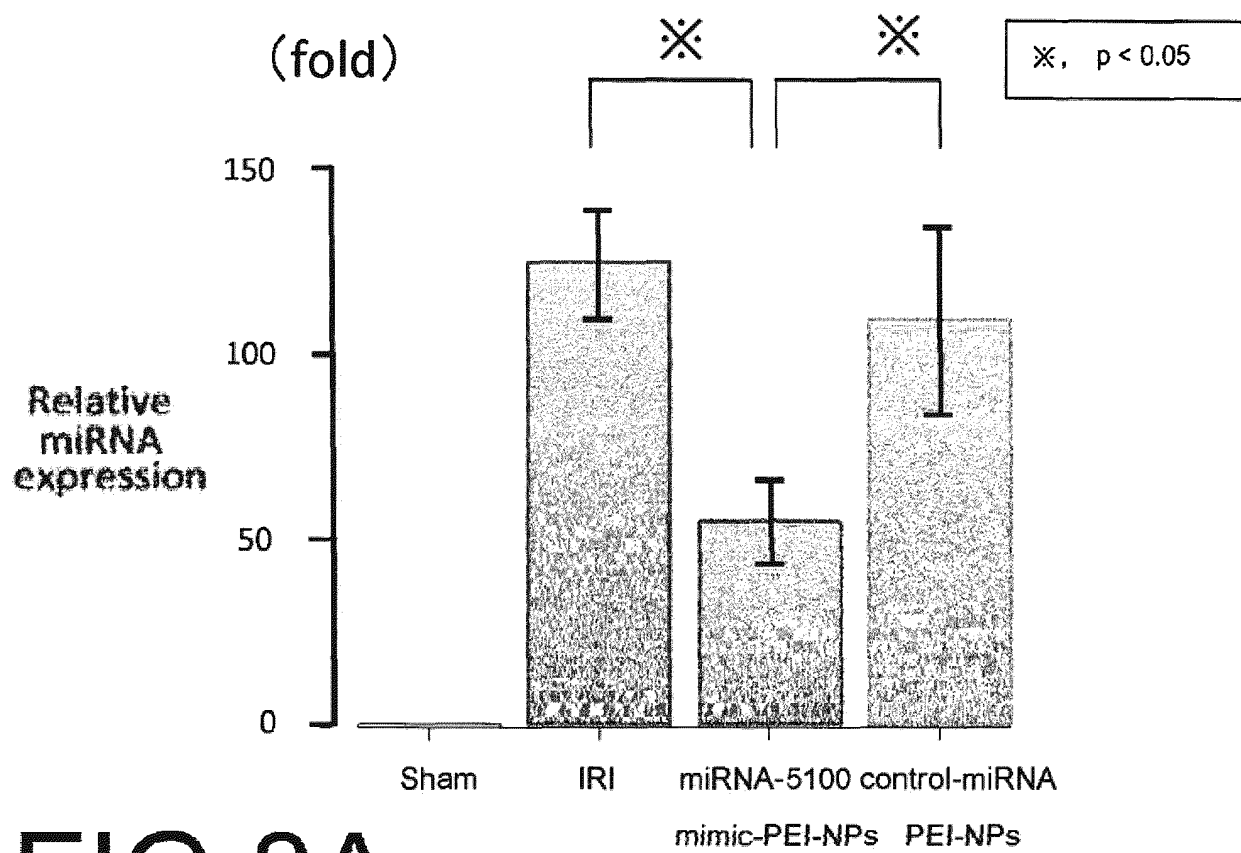 (fold)
※ ※
※, p < 0.05
150
100
50
0
Relative
miRNA
expression
Sham IRI miRNA-5100 control-miRNA
mimic-PEI-NPs PEI-NPs